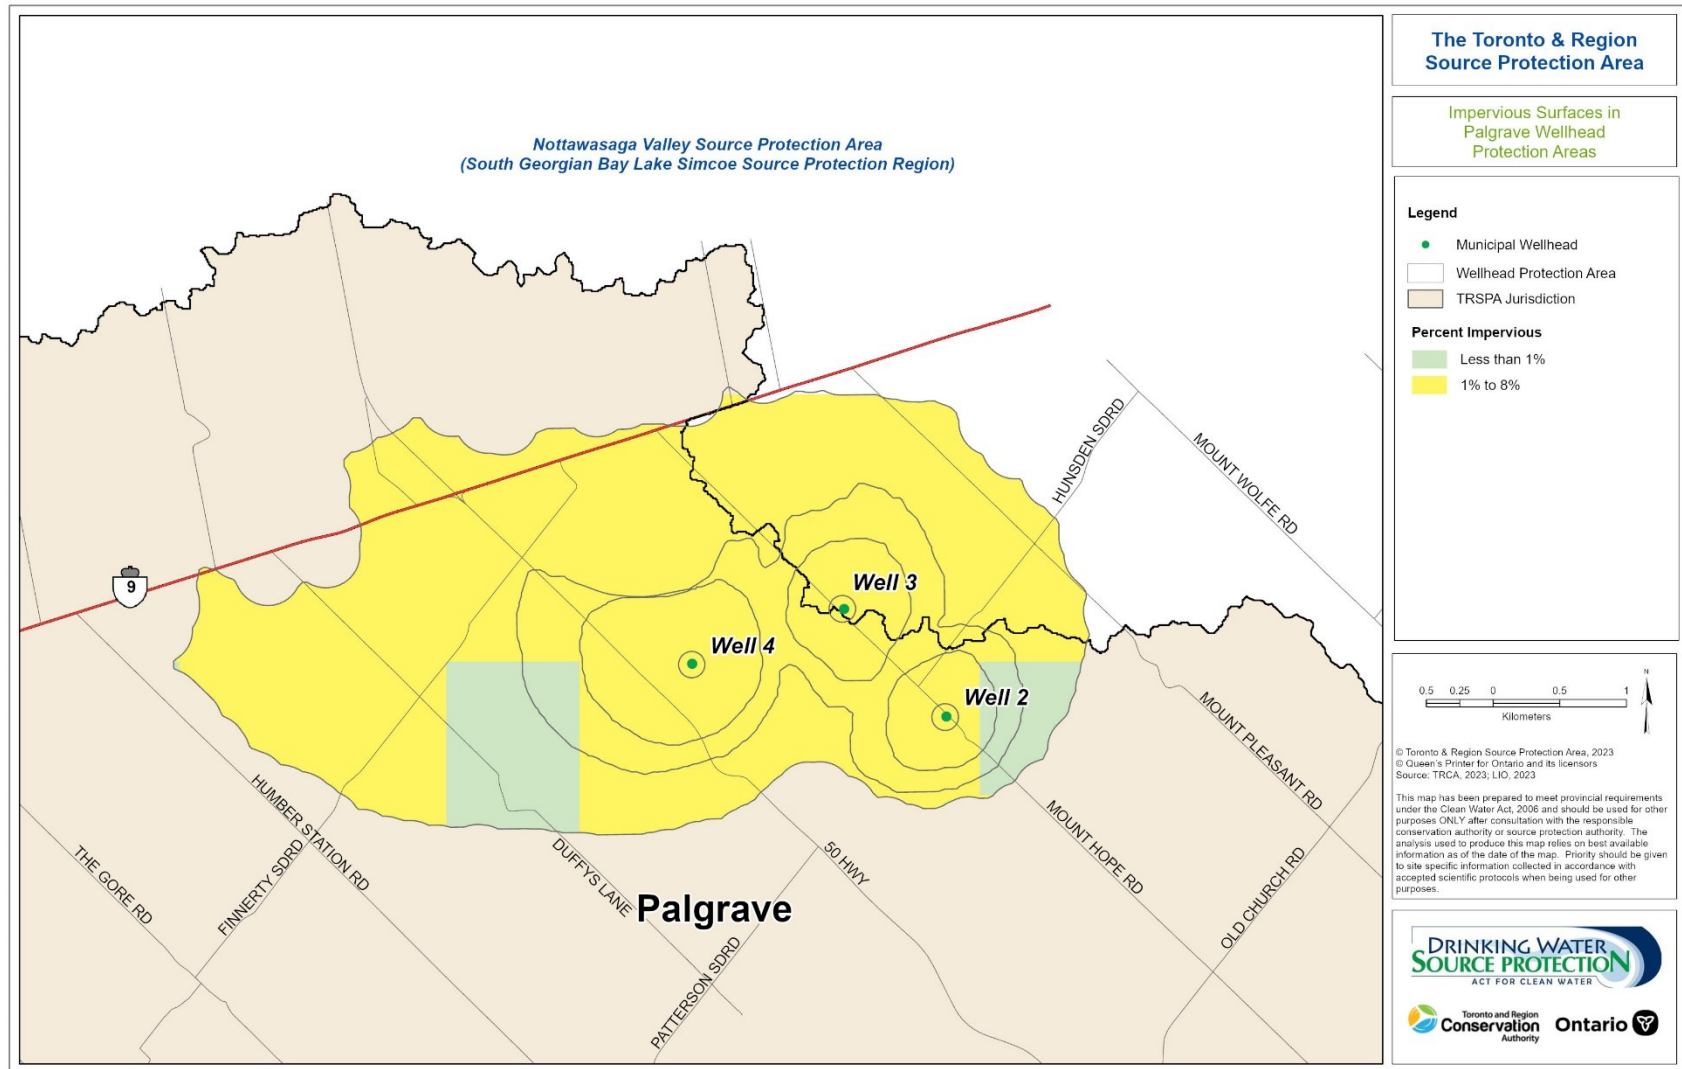 The Toronto & Region
Source Protection Area
Impervious Surfaces in
Palgrave Wellhead
Protection Areas
Nottawasaga Valley Source Protection Area
(South Georgian Bay Lake Simcoe Source Protection Region)
Legend
Municipal Wellhead
Wellhead Protection Area
TRSPA Jurisdiction
Percent Impervious
Less than 1%
1% to 8%
HUNSDEN SDRD
MOUNT WOLFE RD
9
Well 3
Well 4
Well 2
MOUNT PLEASANT RD
HUMBER STATION RD
MOUNT HOPE RD
THE GORE RD
FINNERTY SDRD
DUFFYS LANE
50 HWY
OLD CHURCH RD
Palgrave
PATTERSON SDRD
N
0.5 0.25 0 0.5 1
Kilometers
© Toronto & Region Source Protection Area, 2023
© Queen's Printer for Ontario and its licensors
Source: TRCA, 2023; LIO, 2023
This map has been prepared to meet provincial requirements
under the Clean Water Act, 2006 and should be used for other
purposes ONLY after consultation with the responsible
conservation authority or source protection authority. The
analysis used to produce this map relies on best available
information as of the date of the map. Priority should be given
to site specific information collected in accordance with
accepted scientific protocols when being used for other
purposes.
DRINKING WATER
SOURCE PROTECTION
ACT FOR CLEAN WATER
Toronto and Region
Conservation
Authority
Ontario